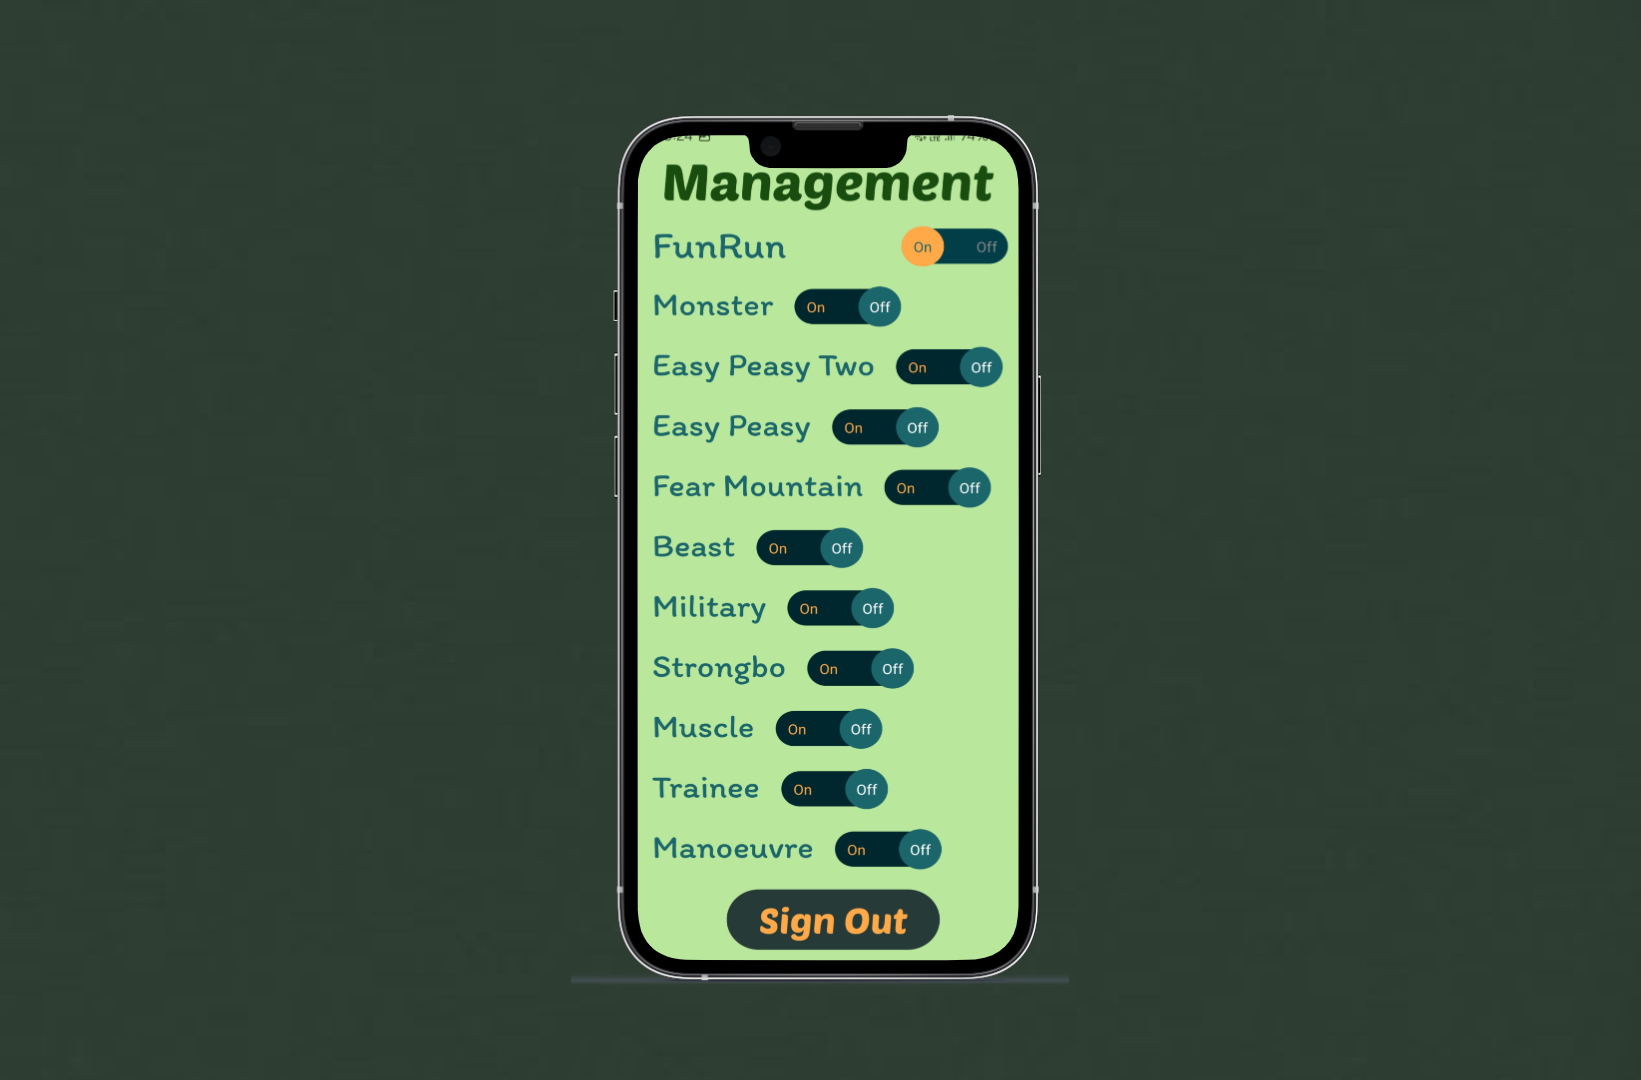 Management
FunRun On Off
Monster On Off
Easy Peasy Two On Off
Easy Peasy On Off
Fear Mountain On Off
Beast On Off
Military On Off
Strongbo On Off
Muscle On Off
Trainee On Off
Manoeuvre On Off
Sign Out